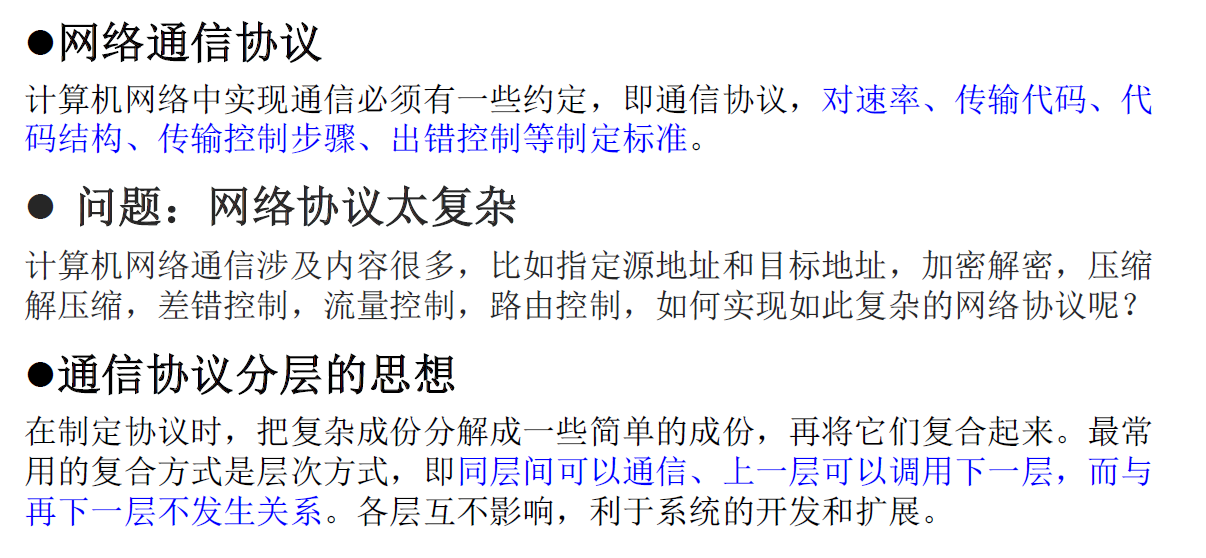 ●网络通信协议
计算机网络中实现通信必须有一些约定，即通信协议，对速率、传输代码、代
码结构、传输控制步骤、出错控制等制定标准。
● 问题：网络协议太复杂
计算机网络通信涉及内容很多，比如指定源地址和目标地址，加密解密，压缩
解压缩，差错控制，流量控制，路由控制，如何实现如此复杂的网络协议呢？
●通信协议分层的思想
在制定协议时，把复杂成份分解成一些简单的成份，再将它们复合起来。最常
用的复合方式是层次方式，即同层间可以通信、上一层可以调用下一层，而与
再下一层不发生关系。各层互不影响，利于系统的开发和扩展。